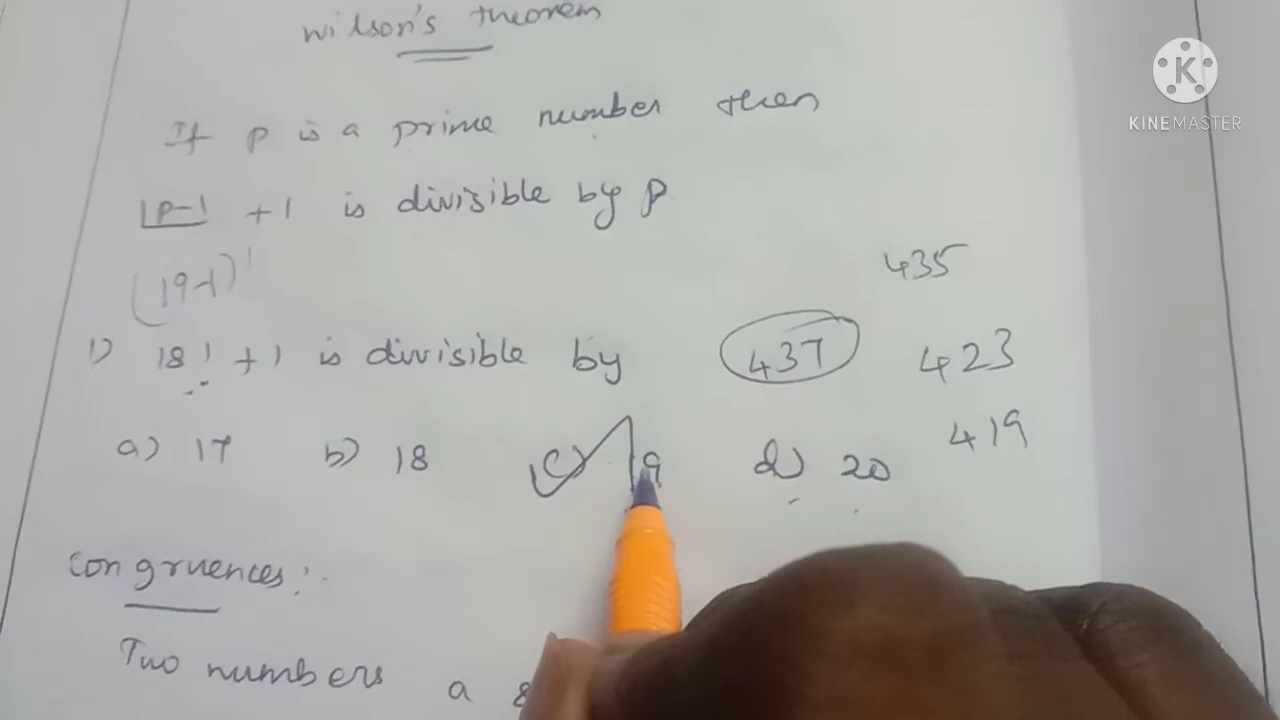 Wilson's theorem
If P is a prime number then
|P-1 + 1 is divisible by P
(19-1)!
435
1) 18! + 1 is divisible by 437 423
419
a) 17 b) 18 c) 19 d) 20
congruences:
Two numbers a
KINEMASTER